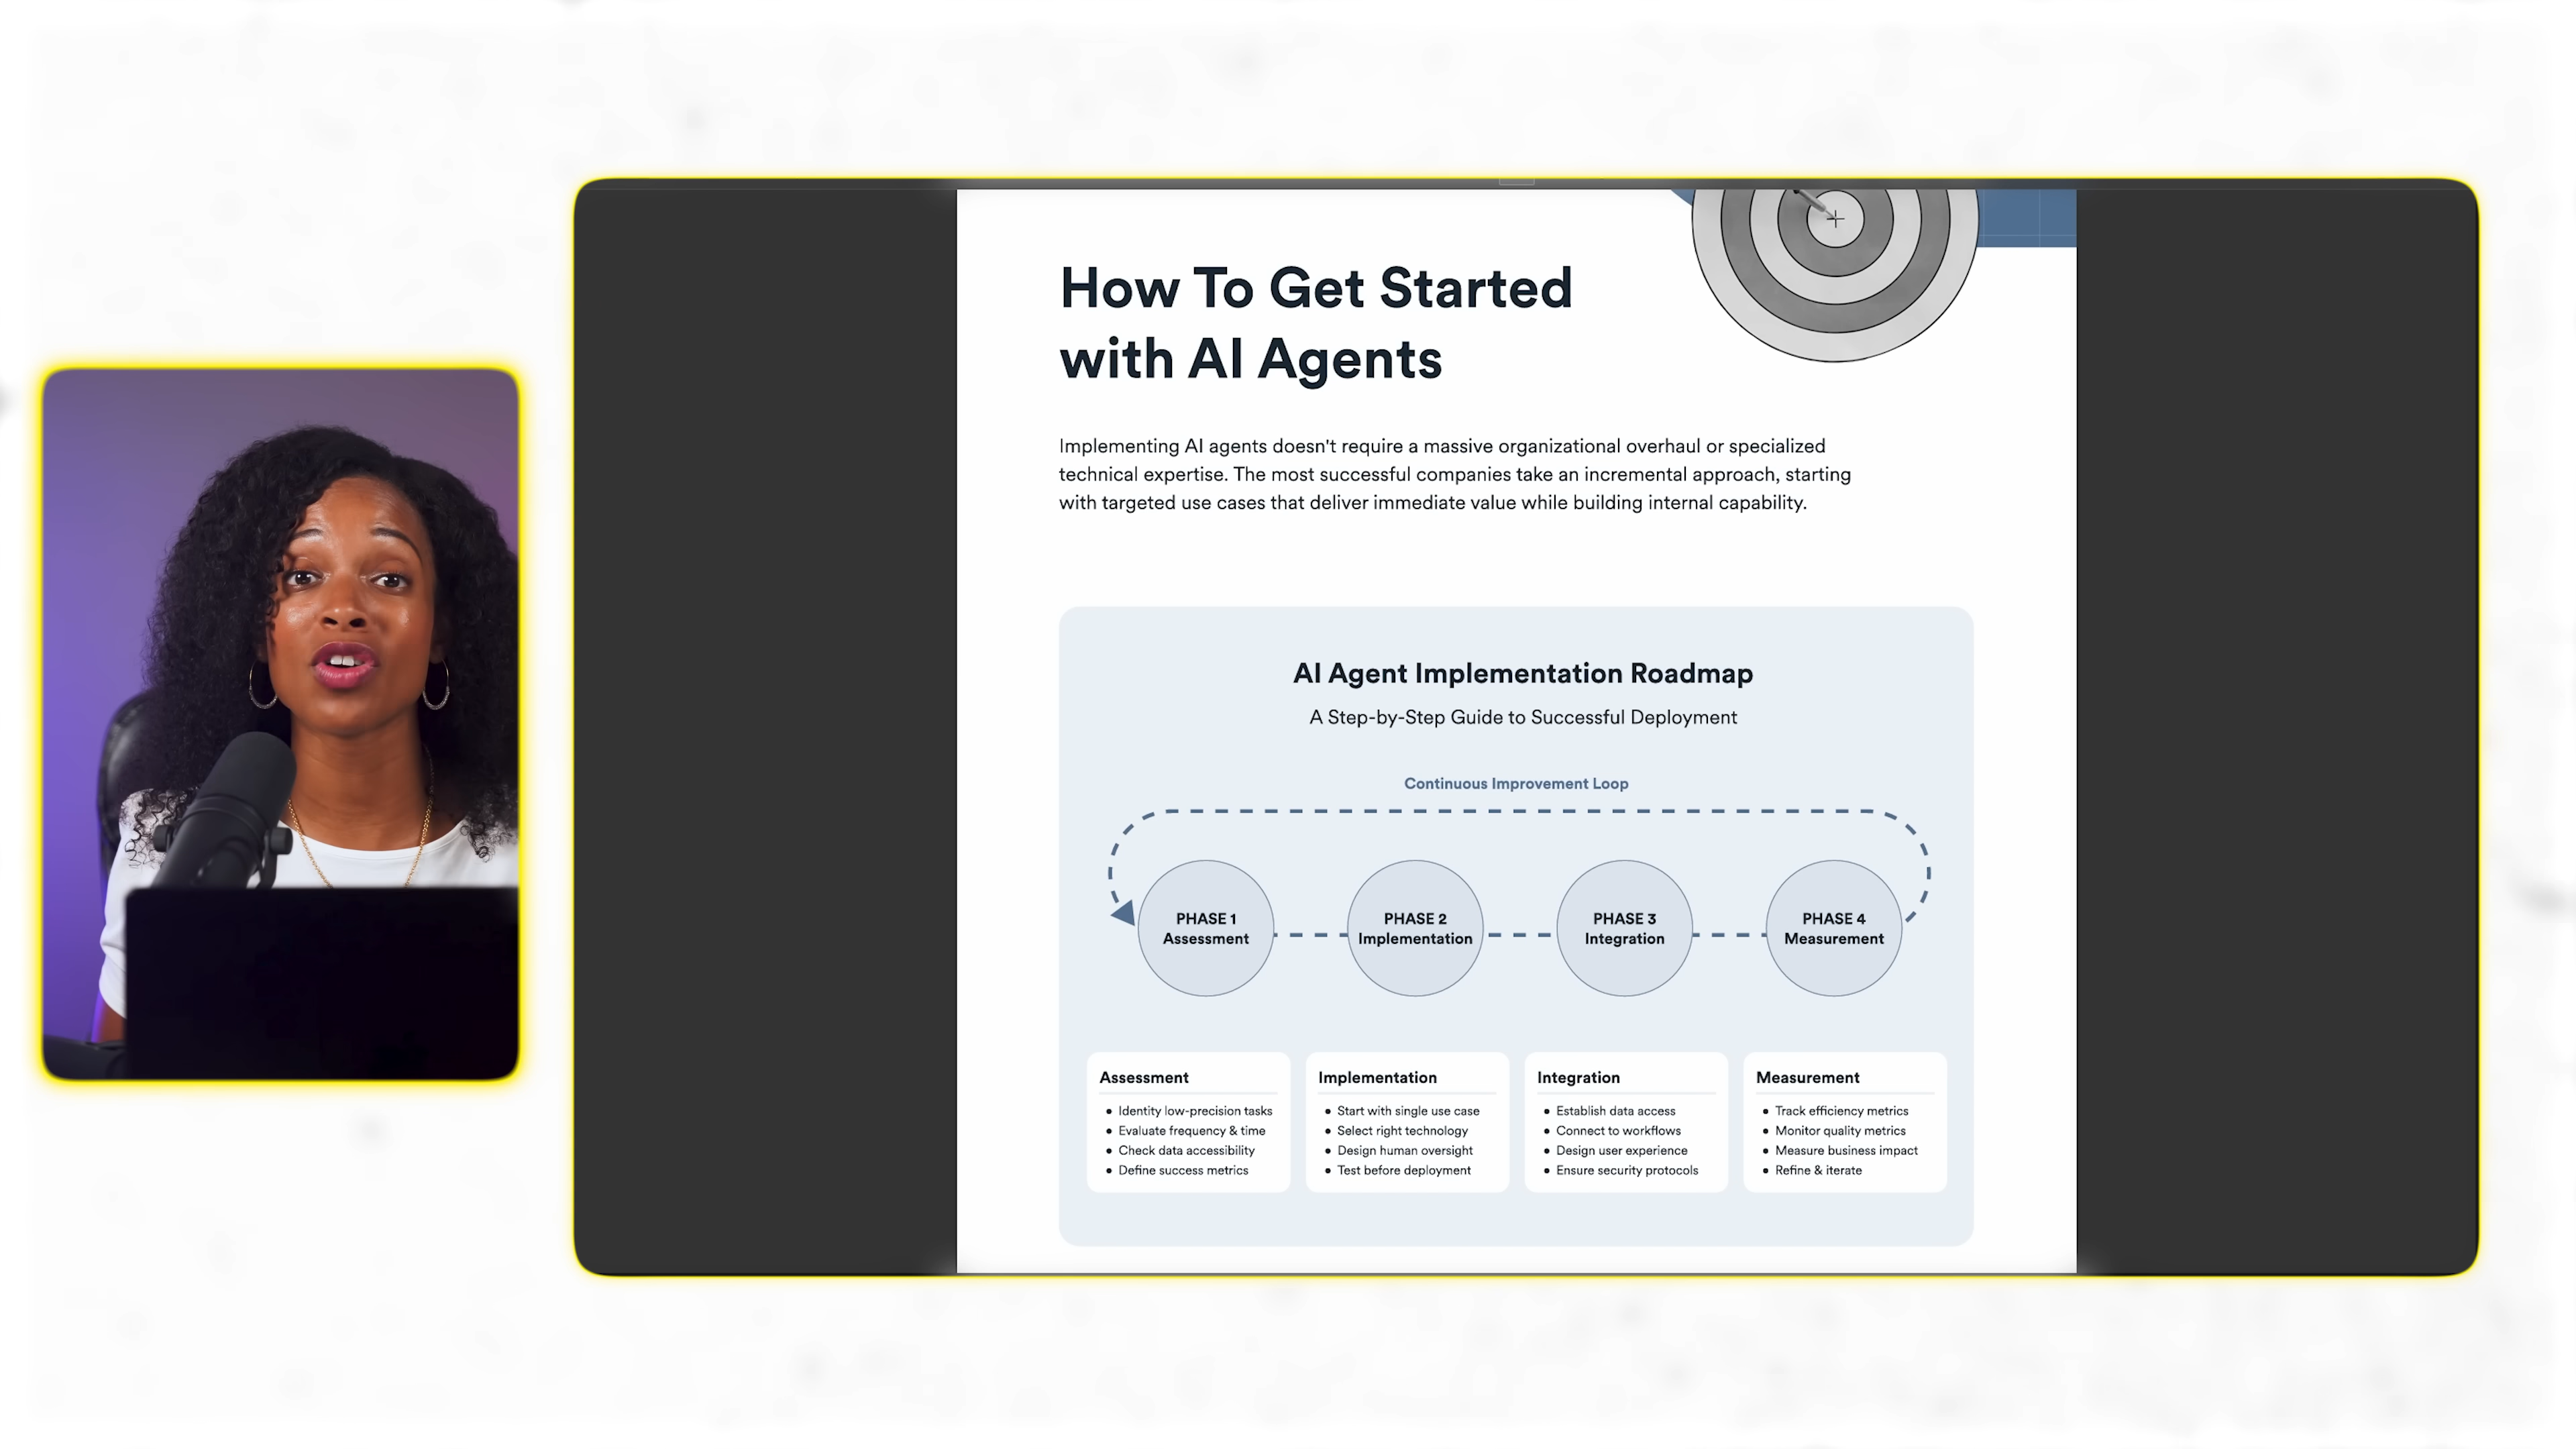 How To Get Started
with AI Agents
Implementing AI agents doesn't require a massive organizational overhaul or specialized
technical expertise. The most successful companies take an incremental approach, starting
with targeted use cases that deliver immediate value while building internal capability.
AI Agent Implementation Roadmap
A Step-by-Step Guide to Successful Deployment
Continuous Improvement Loop
PHASE 1
Assessment
PHASE 2
Implementation
PHASE 3
Integration
PHASE 4
Measurement
Assessment
Identity low-precision tasks
Evaluate frequency & time
Check data accessibility
Define success metrics
Implementation
Start with single use case
Select right technology
Design human oversight
Test before deployment
Integration
Establish data access
Connect to workflows
Design user experience
Ensure security protocols
Measurement
Track efficiency metrics
Monitor quality metrics
Measure business impact
Refine & iterate